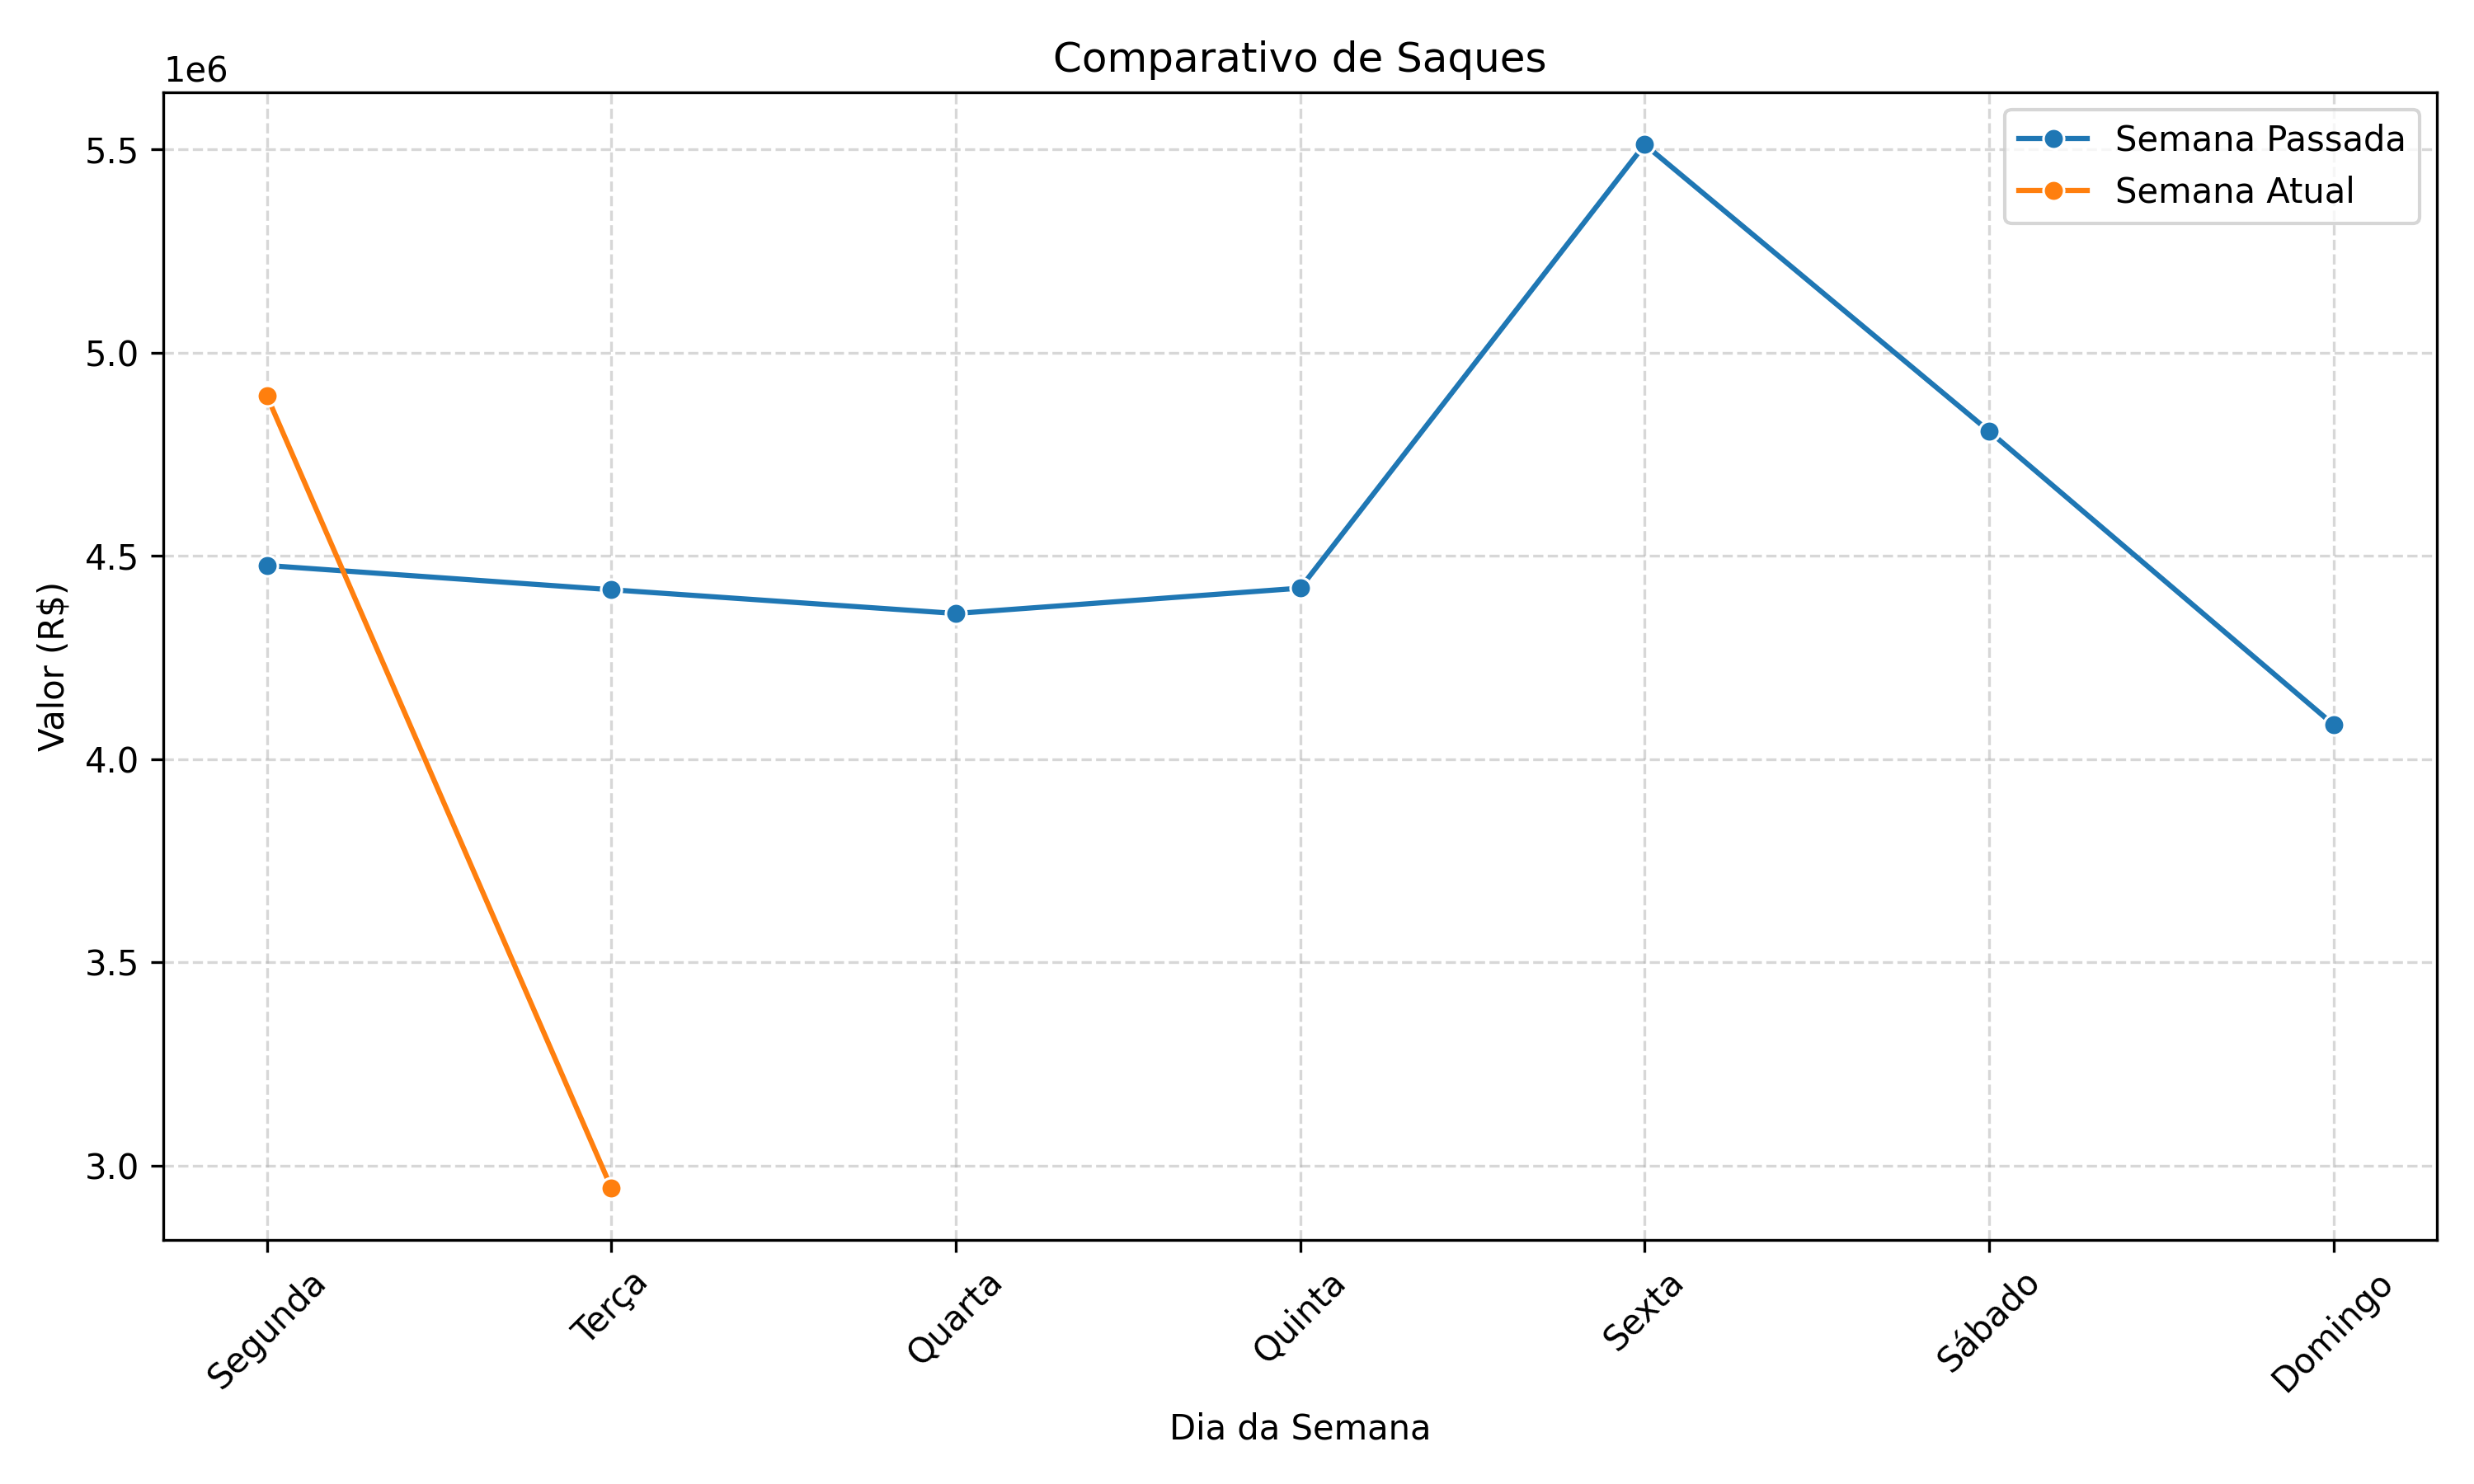 Comparativo de Saques
1e6
Semana Passada
Semana Atual
5.5
5.0
4.5
4.0
3.5
3.0
Valor (R$)
Segunda
Terça
Quarta
Quinta
Sexta
Sábado
Domingo
Dia da Semana